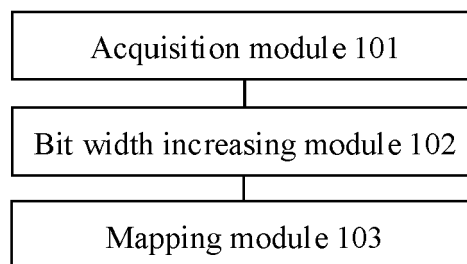 Acquisition module 101
Bit width increasing module 102
Mapping module 103